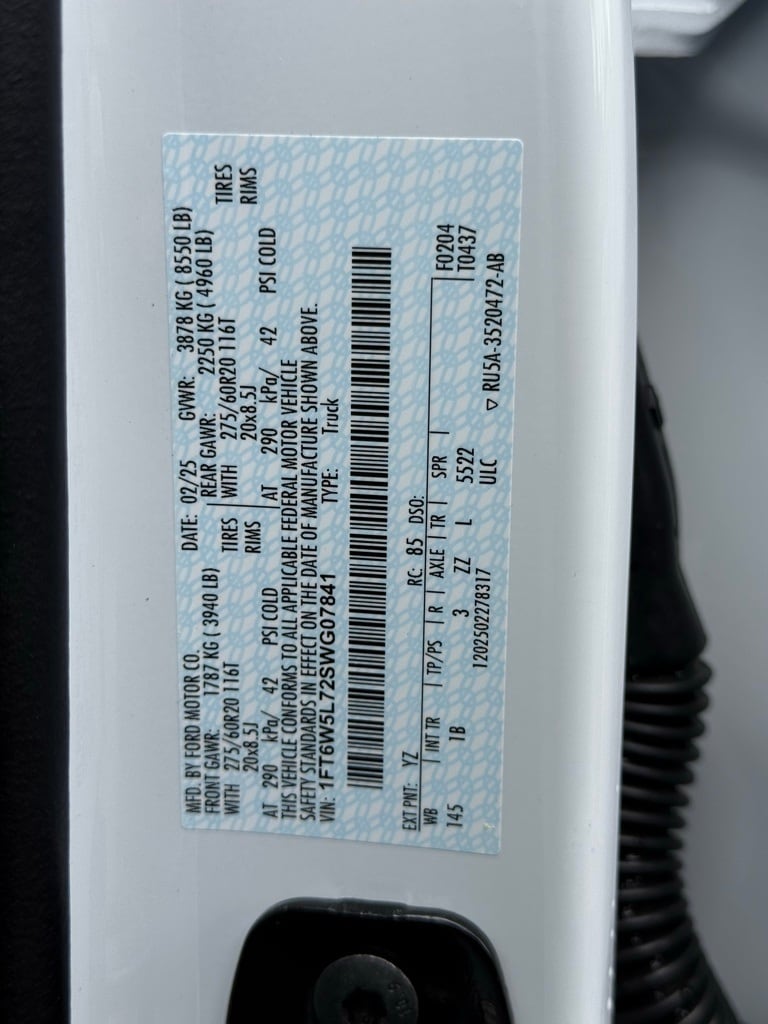 MFD. BY FORD MOTOR CO. DATE: 02/25 GVWR: 3878 KG ( 8550 LB)
FRONT GAWR: 1787 KG ( 3940 LB) REAR GAWR: 2250 KG ( 4960 LB)
WITH 275/60R20 116T TIRES WITH 275/60R20 116T TIRES
20x8.5J RIMS 20x8.5J RIMS
AT 290 kPa/ 42 PSI COLD AT 290 kPa/ 42 PSI COLD
THIS VEHICLE CONFORMS TO ALL APPLICABLE FEDERAL MOTOR VEHICLE
SAFETY STANDARDS IN EFFECT ON THE DATE OF MANUFACTURE SHOWN ABOVE.
VIN: 1FT6W5L72SWG07841 TYPE: Truck
EXT PNT: YZ RC: 85 DSO:
WB INT TR TP/PS R AXLE TR SPR F0204
145 1B 3 ZZ L 5522 T0437
1202502278317 ULC ▽ RU5A-3520472-AB